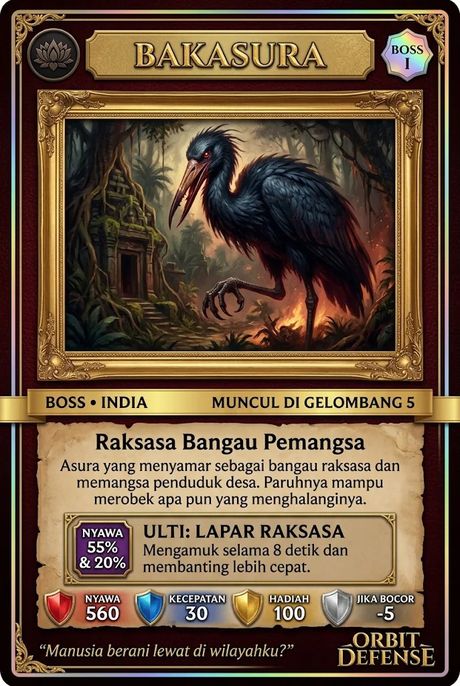 BAKASURA
BOSS
I
BOSS • INDIA
MUNCUL DI GELOMBANG 5
Raksasa Bangau Pemangsa
Asura yang menyamar sebagai bangau raksasa dan
memangsa penduduk desa. Paruhnya mampu
merobek apa pun yang menghalanginya.
NYAWA
55%
& 20%
ULTI: LAPAR RAKSASA
Mengamuk selama 8 detik dan
membanting lebih cepat.
NYAWA
560
KECEPATAN
30
HADIAH
100
JIKA BOCOR
-5
"Manusia berani lewat di wilayahku?"
ORBIT
DEFENSE